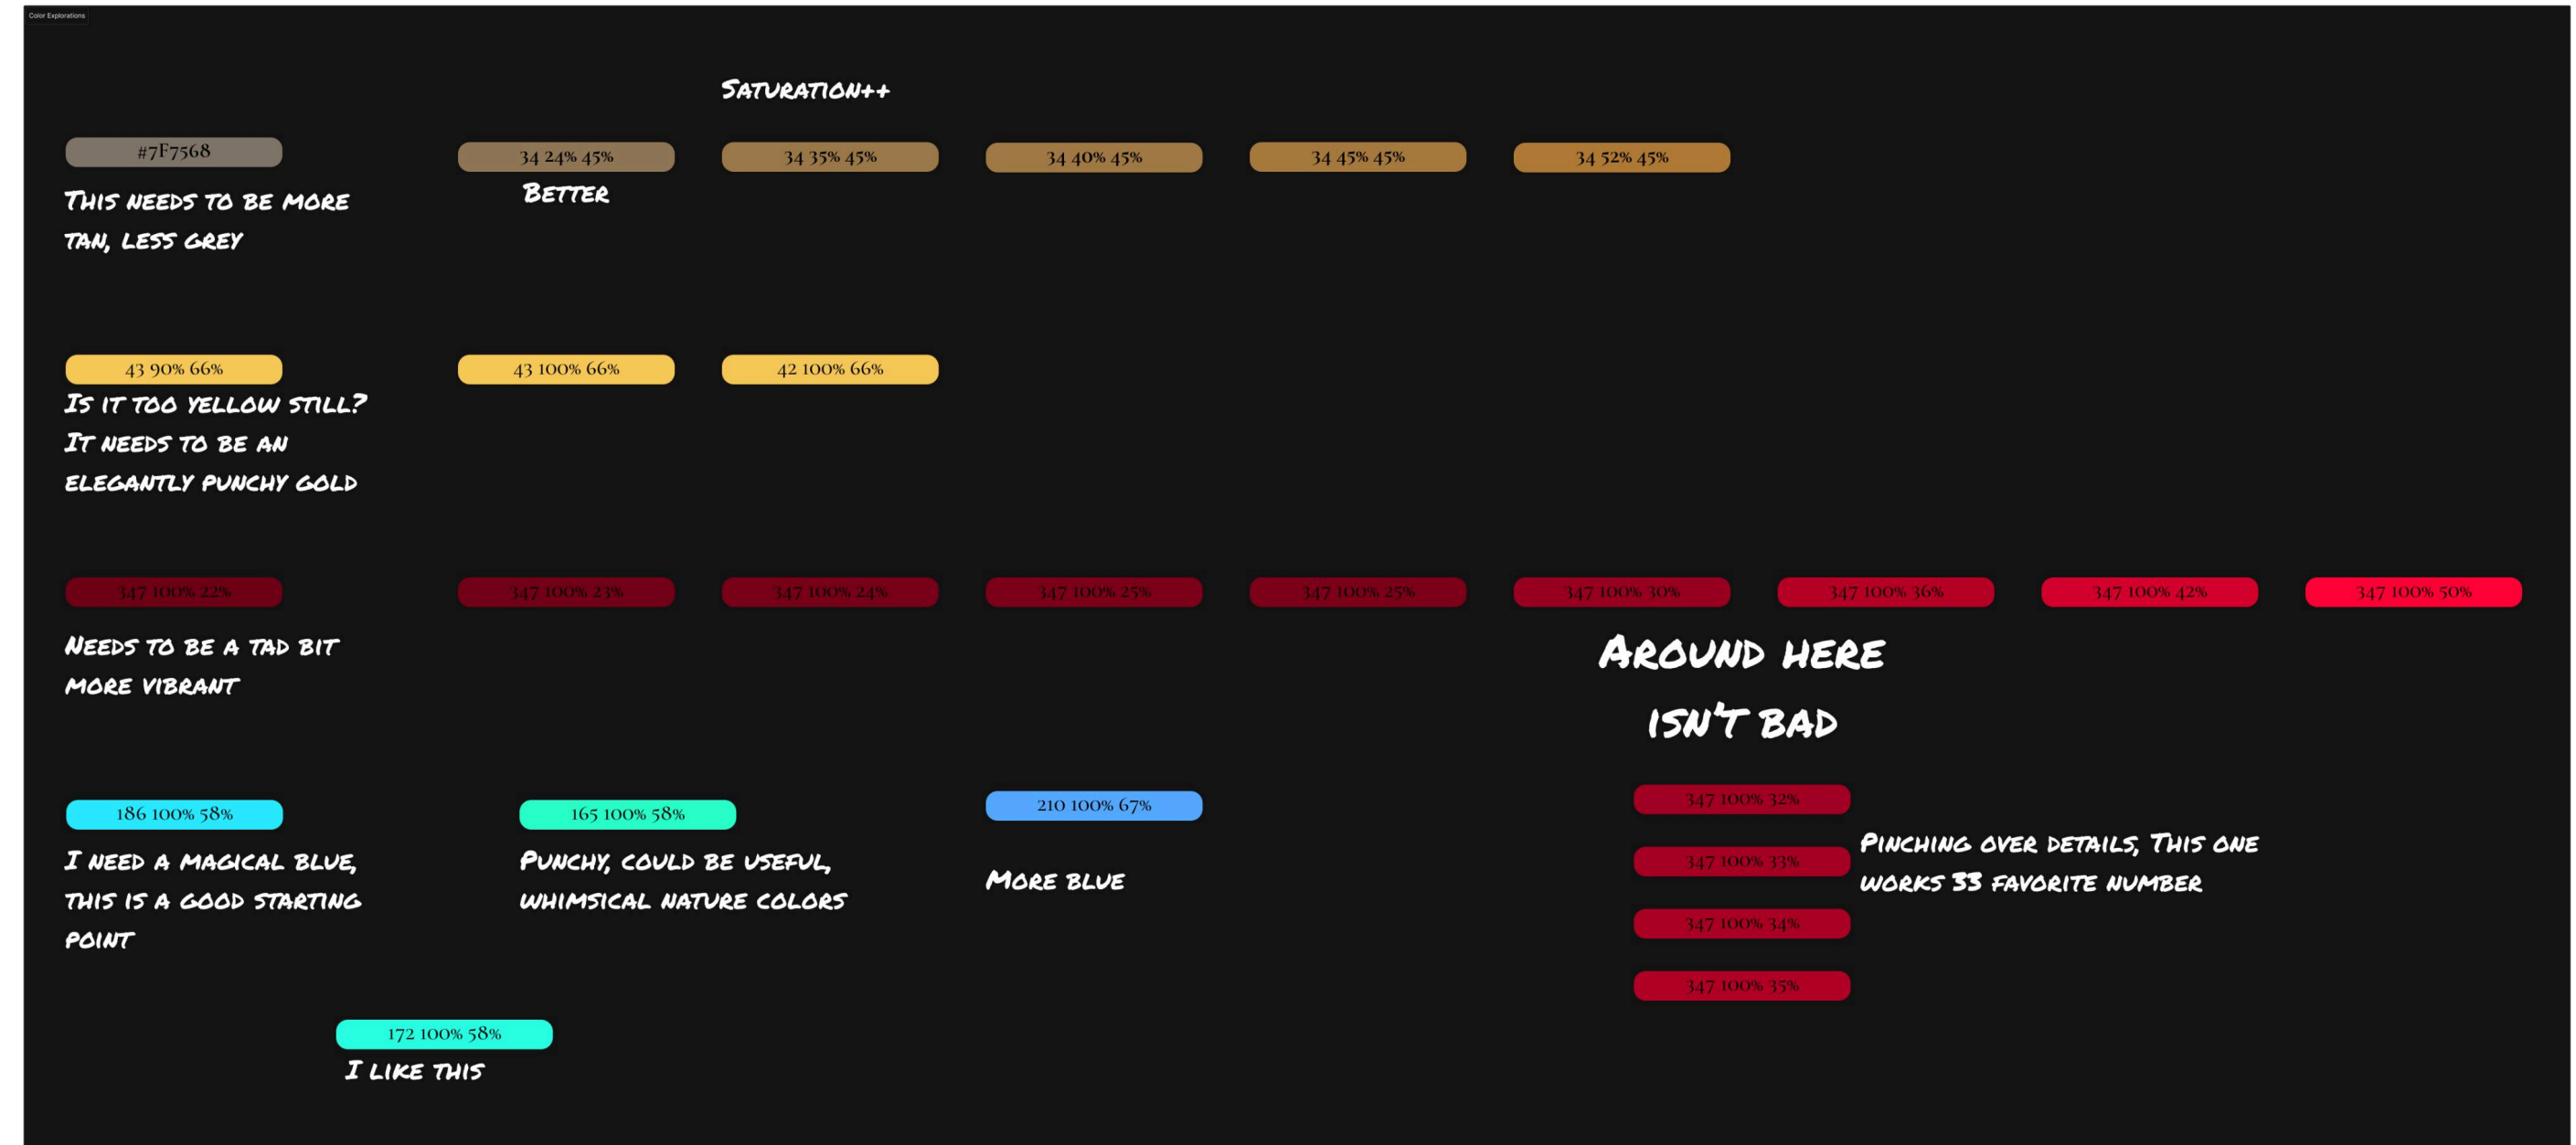 Color Explorations
Saturation++
#7F7568
34 24% 45%
34 35% 45%
34 40% 45%
34 45% 45%
34 52% 45%
This needs to be more
tan, less grey
Better
43 90% 66%
43 100% 66%
42 100% 66%
Is it too yellow still?
It needs to be an
elegantly punchy gold
347 100% 22%
347 100% 23%
347 100% 24%
347 100% 25%
347 100% 25%
347 100% 30%
347 100% 36%
347 100% 42%
347 100% 50%
Needs to be a tad bit
more vibrant
Around here
isn't bad
186 100% 58%
I need a magical blue,
this is a good starting
point
165 100% 58%
Punchy, could be useful,
whimsical nature colors
210 100% 67%
More blue
347 100% 32%
347 100% 33%
Pinching over details, This one
works 33 favorite number
347 100% 34%
347 100% 35%
172 100% 58%
I like this